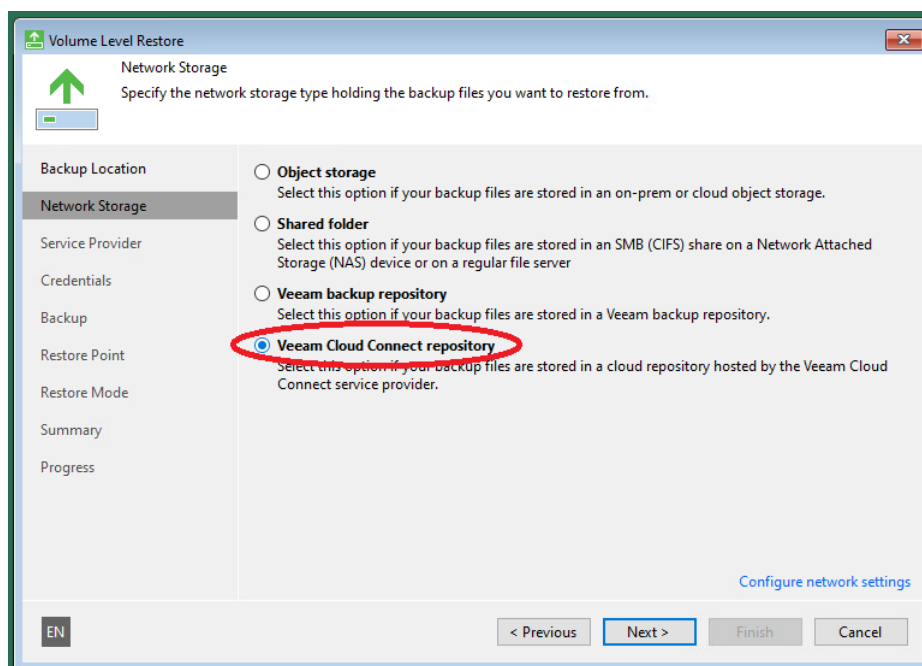 Volume Level Restore
Network Storage
Specify the network storage type holding the backup files you want to restore from.
Backup Location
Network Storage
Service Provider
Credentials
Backup
Restore Point
Restore Mode
Summary
Progress
Object storage
Select this option if your backup files are stored in an on-prem or cloud object storage.
Shared folder
Select this option if your backup files are stored in an SMB (CIFS) share on a Network Attached
Storage (NAS) device or on a regular file server
Veeam backup repository
Select this option if your backup files are stored in a Veeam backup repository.
Veeam Cloud Connect repository
Select this option if your backup files are stored in a cloud repository hosted by the Veeam Cloud
Connect service provider.
Configure network settings
EN
< Previous
Next >
Finish
Cancel